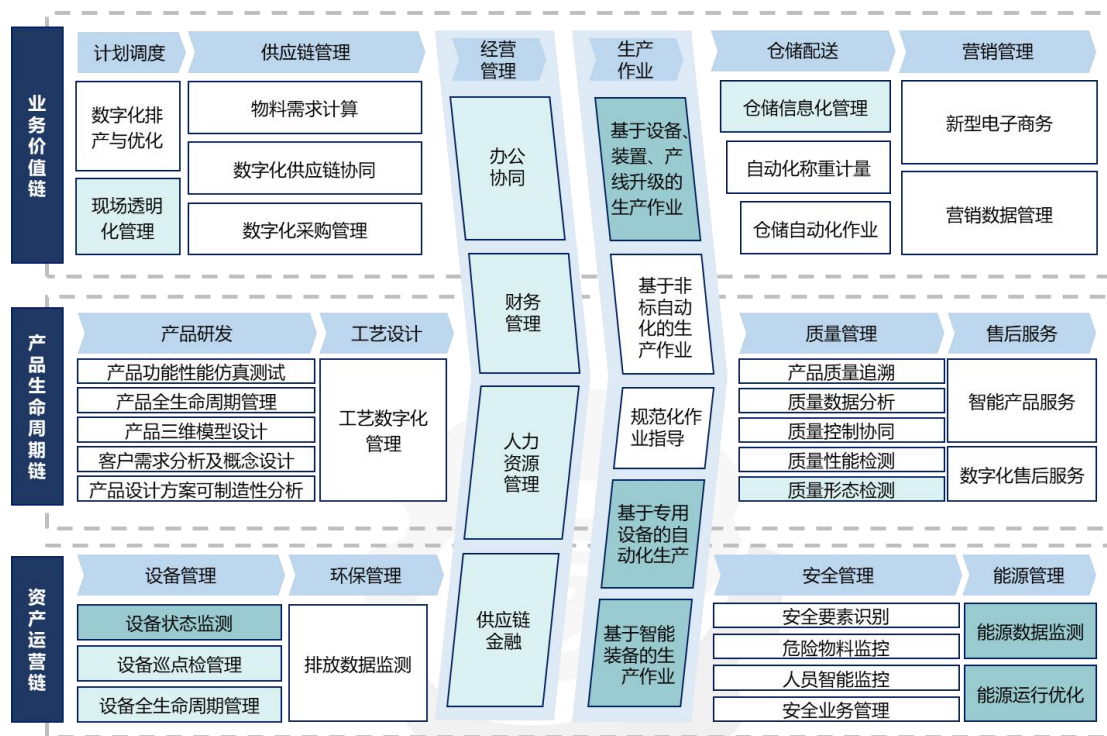 业务价值链
计划调度
数字化排
产与优化
现场透明
化管理
供应链管理
物料需求计算
数字化供应链协同
数字化采购管理
经营
管理
办公
协同
财务
管理
人力
资源
管理
供应链
金融
生产
作业
基于设备、
装置、产
线升级的
生产作业
基于非
标自动
化的生
产作业
规范化作
业指导
基于专用
设备的自
动化生产
基于智能
装备的生
产作业
仓储配送
仓储信息化管理
自动化称重计量
仓储自动化作业
营销管理
新型电子商务
营销数据管理
产品生命周期链
产品研发
产品功能性能仿真测试
产品全生命周期管理
产品三维模型设计
客户需求分析及概念设计
产品设计方案可制造性分析
工艺设计
工艺数字化
管理
质量管理
产品质量追溯
质量数据分析
质量控制协同
质量性能检测
质量形态检测
售后服务
智能产品服务
数字化售后服务
资产运营链
设备管理
设备状态监测
设备巡点检管理
设备全生命周期管理
环保管理
排放数据监测
安全管理
安全要素识别
危险物料监控
人员智能监控
安全业务管理
能源管理
能源数据监测
能源运行优化